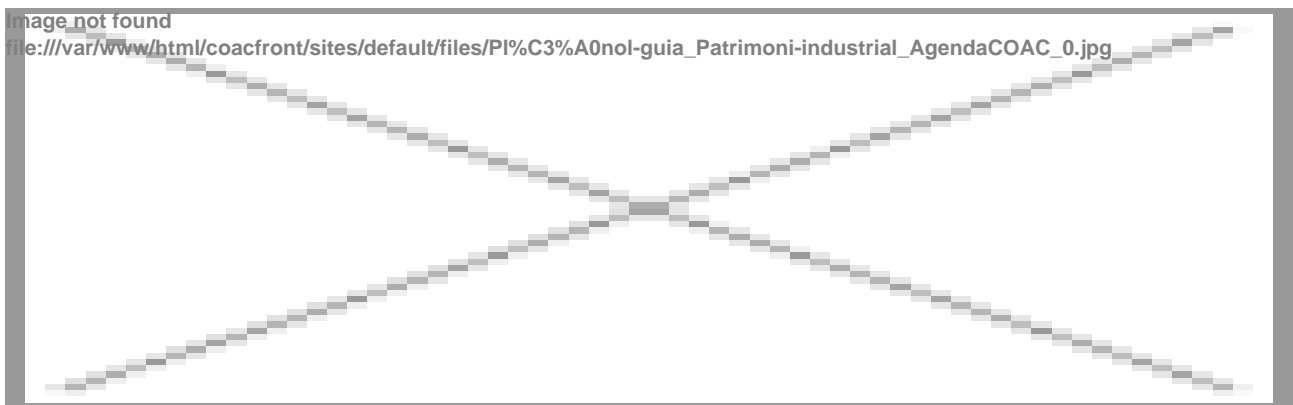 Image not found
file:///var/www/html/coacfront/sites/default/files/Pl%C3%A0nol-guia_Patrimoni-industrial_AgendaCOAC_0.jpg